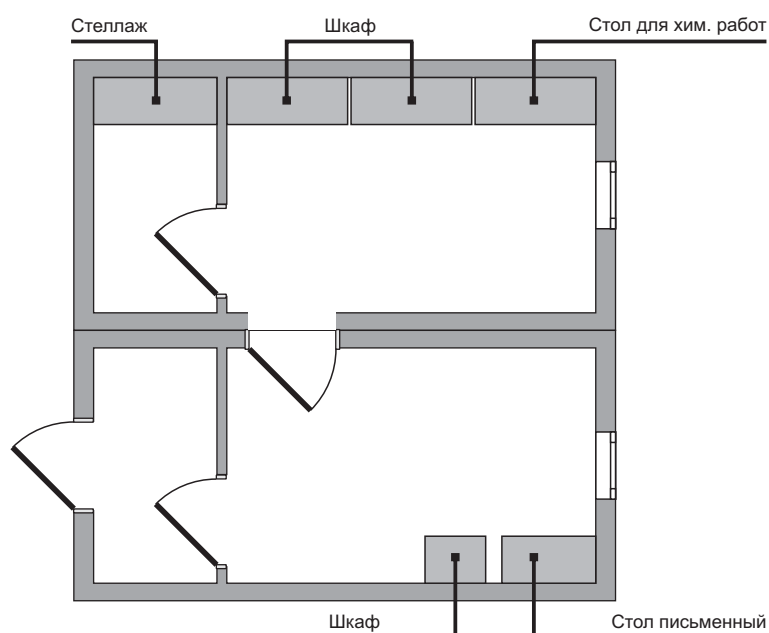 Стеллаж
Шкаф
Стол для хим. работ
Шкаф
Стол письменный